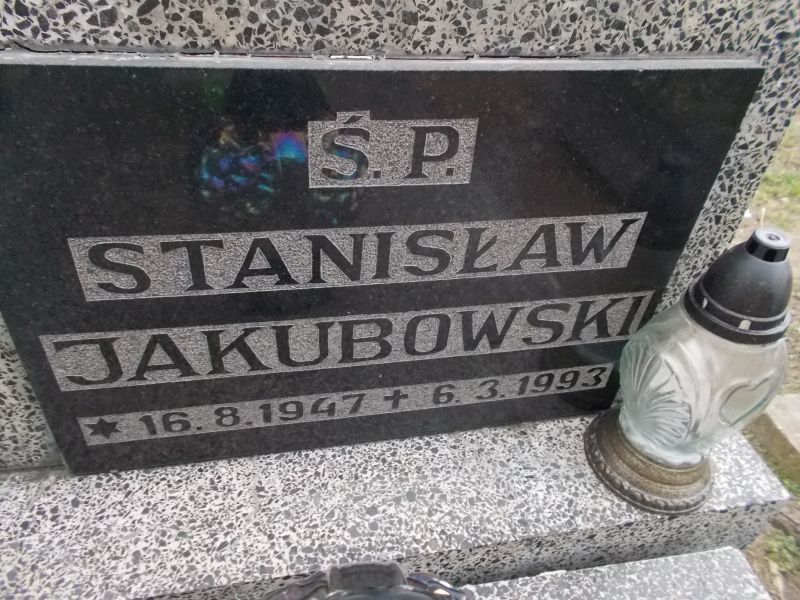 Ś. P.
STANISŁAW
JAKUBOWSKI
★ 16. 8. 1947 ✝ 6. 3. 1993